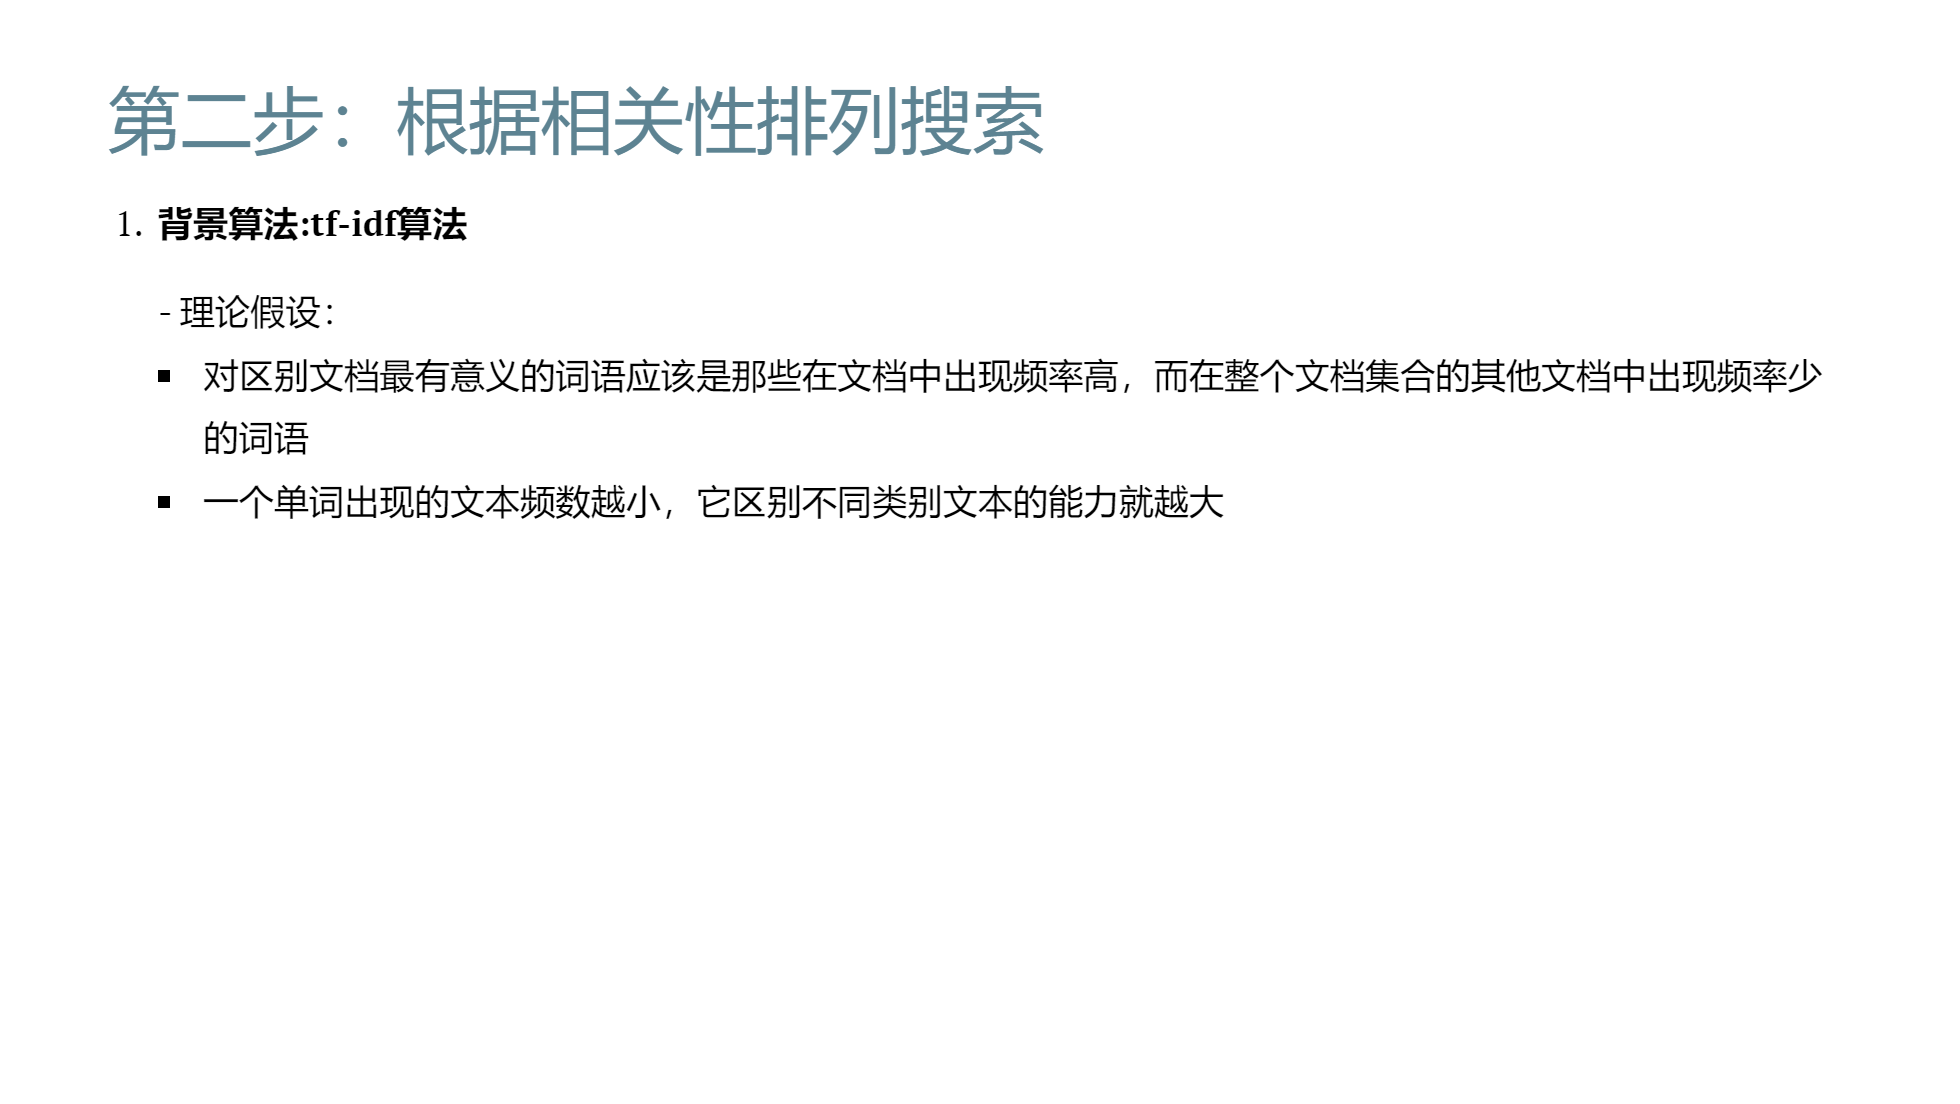 第二步：根据相关性排列搜索
1. 背景算法:tf-idf算法
- 理论假设：
▪ 对区别文档最有意义的词语应该是那些在文档中出现频率高，而在整个文档集合的其他文档中出现频率少
的词语
▪ 一个单词出现的文本频数越小，它区别不同类别文本的能力就越大